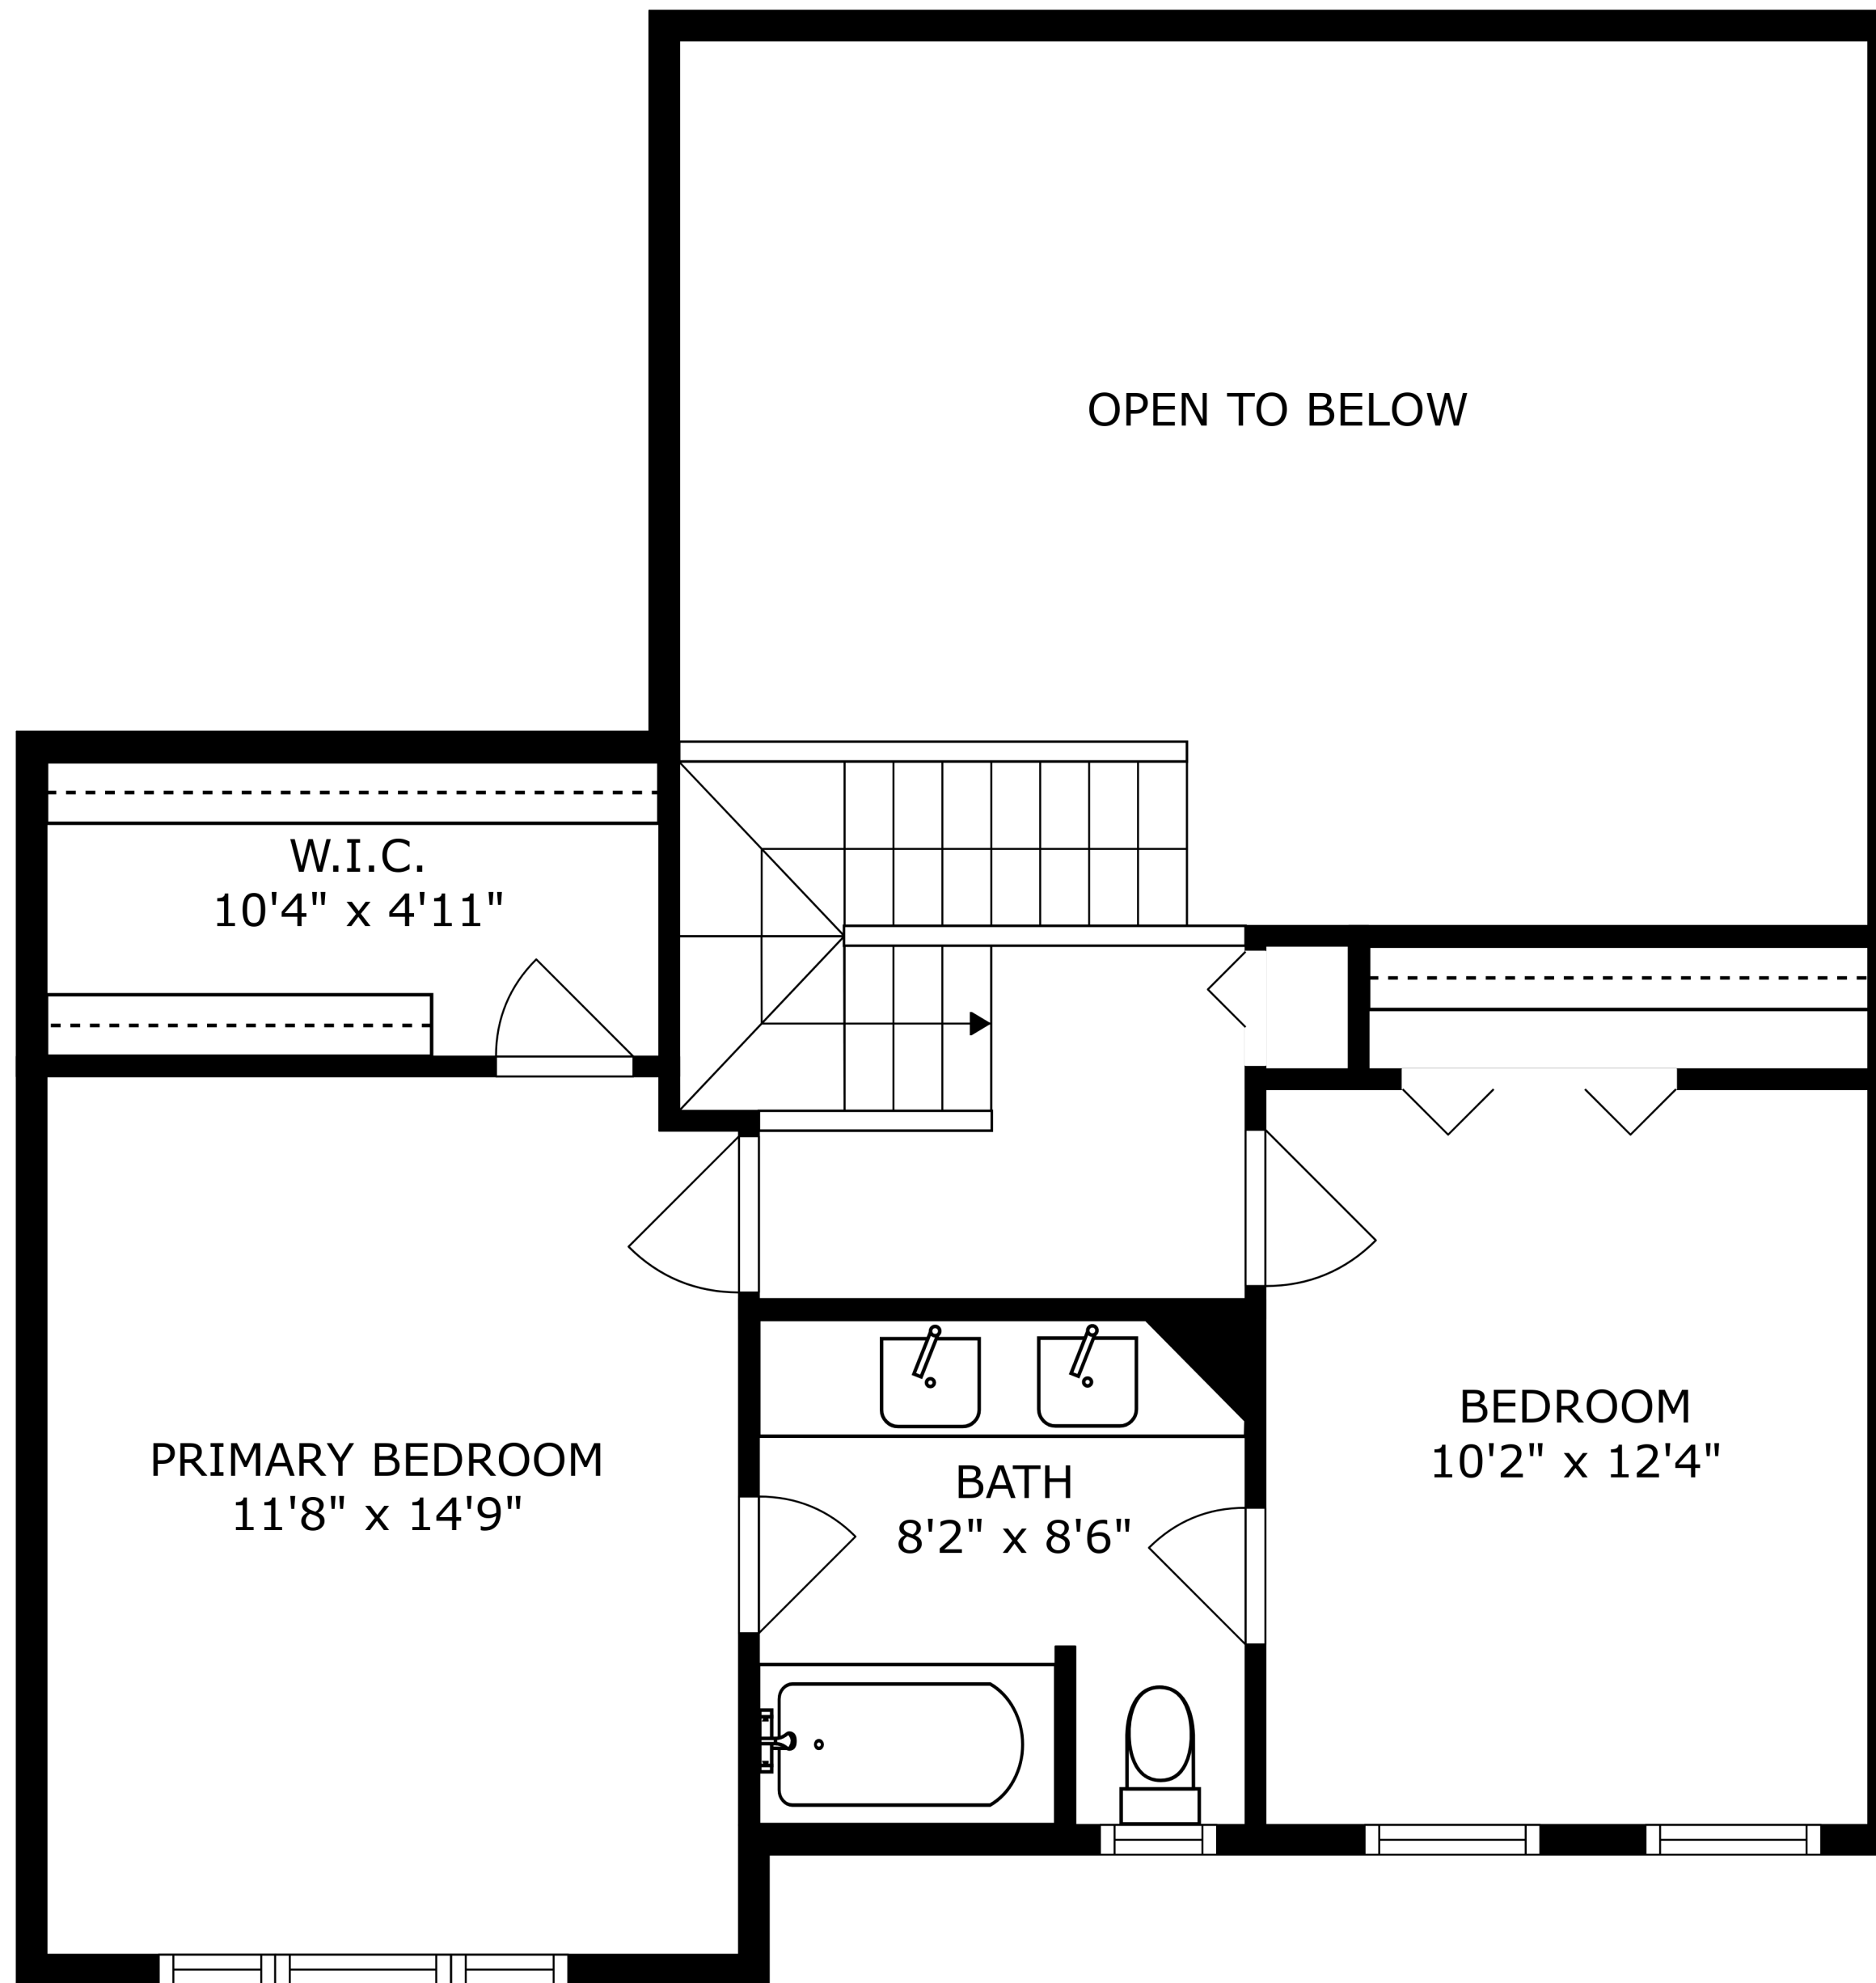 OPEN TO BELOW
W.I.C.
10'4" x 4'11"
PRIMARY BEDROOM
11'8" x 14'9"
BATH
8'2" x 8'6"
BEDROOM
10'2" x 12'4"